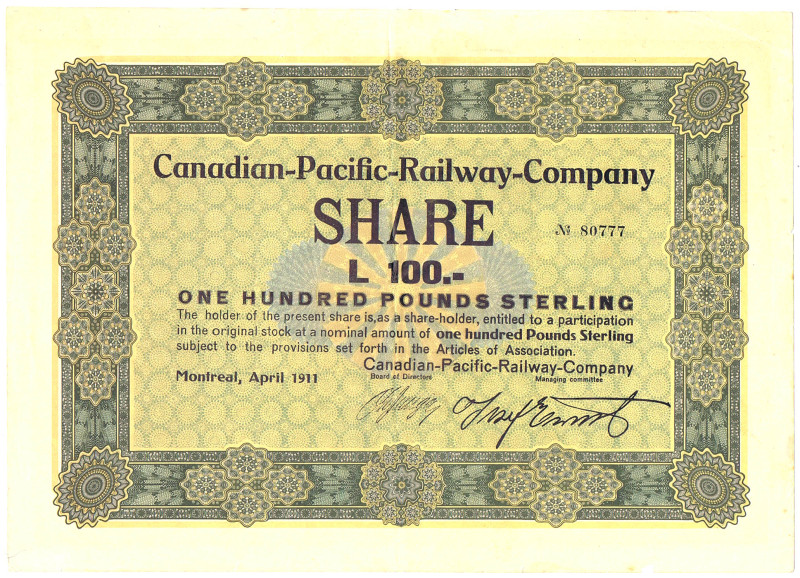 Canadian-Pacific-Railway-Company
SHARE
№ 80777
L 100.-
ONE HUNDRED POUNDS STERLING
The holder of the present share is, as a share-holder, entitled to a participation
in the original stock at a nominal amount of one hundred Pounds Sterling
subject to the provisions set forth in the Articles of Association.
Canadian-Pacific-Railway-Company
Montreal, April 1911
Board of Directors
Managing committee